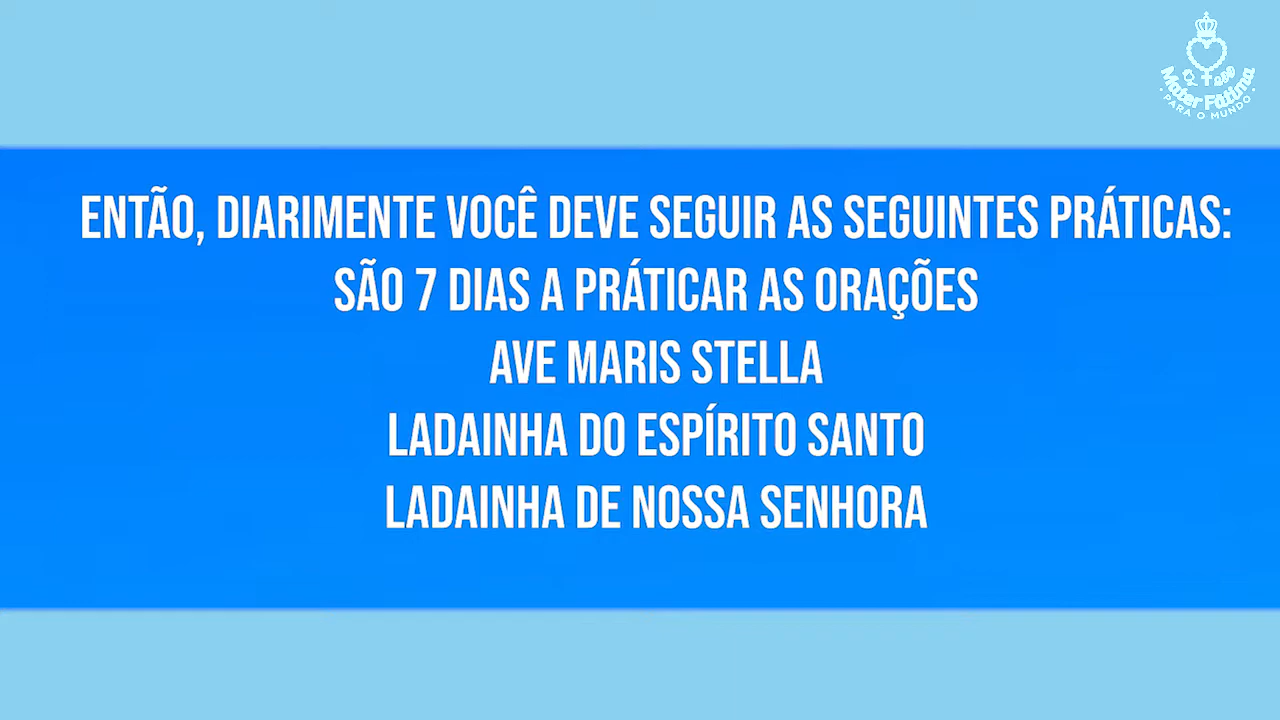 Mater Fátima
• PARA O MUNDO •
ENTÃO, DIARIMENTE VOCÊ DEVE SEGUIR AS SEGUINTES PRÁTICAS:
SÃO 7 DIAS A PRÁTICAR AS ORAÇÕES
AVE MARIS STELLA
LADAINHA DO ESPÍRITO SANTO
LADAINHA DE NOSSA SENHORA